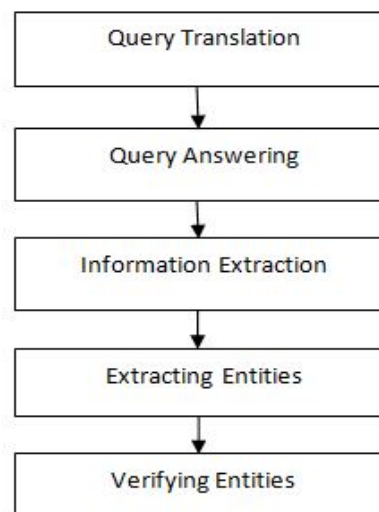 Query Translation
Query Answering
Information Extraction
Extracting Entities
Verifying Entities